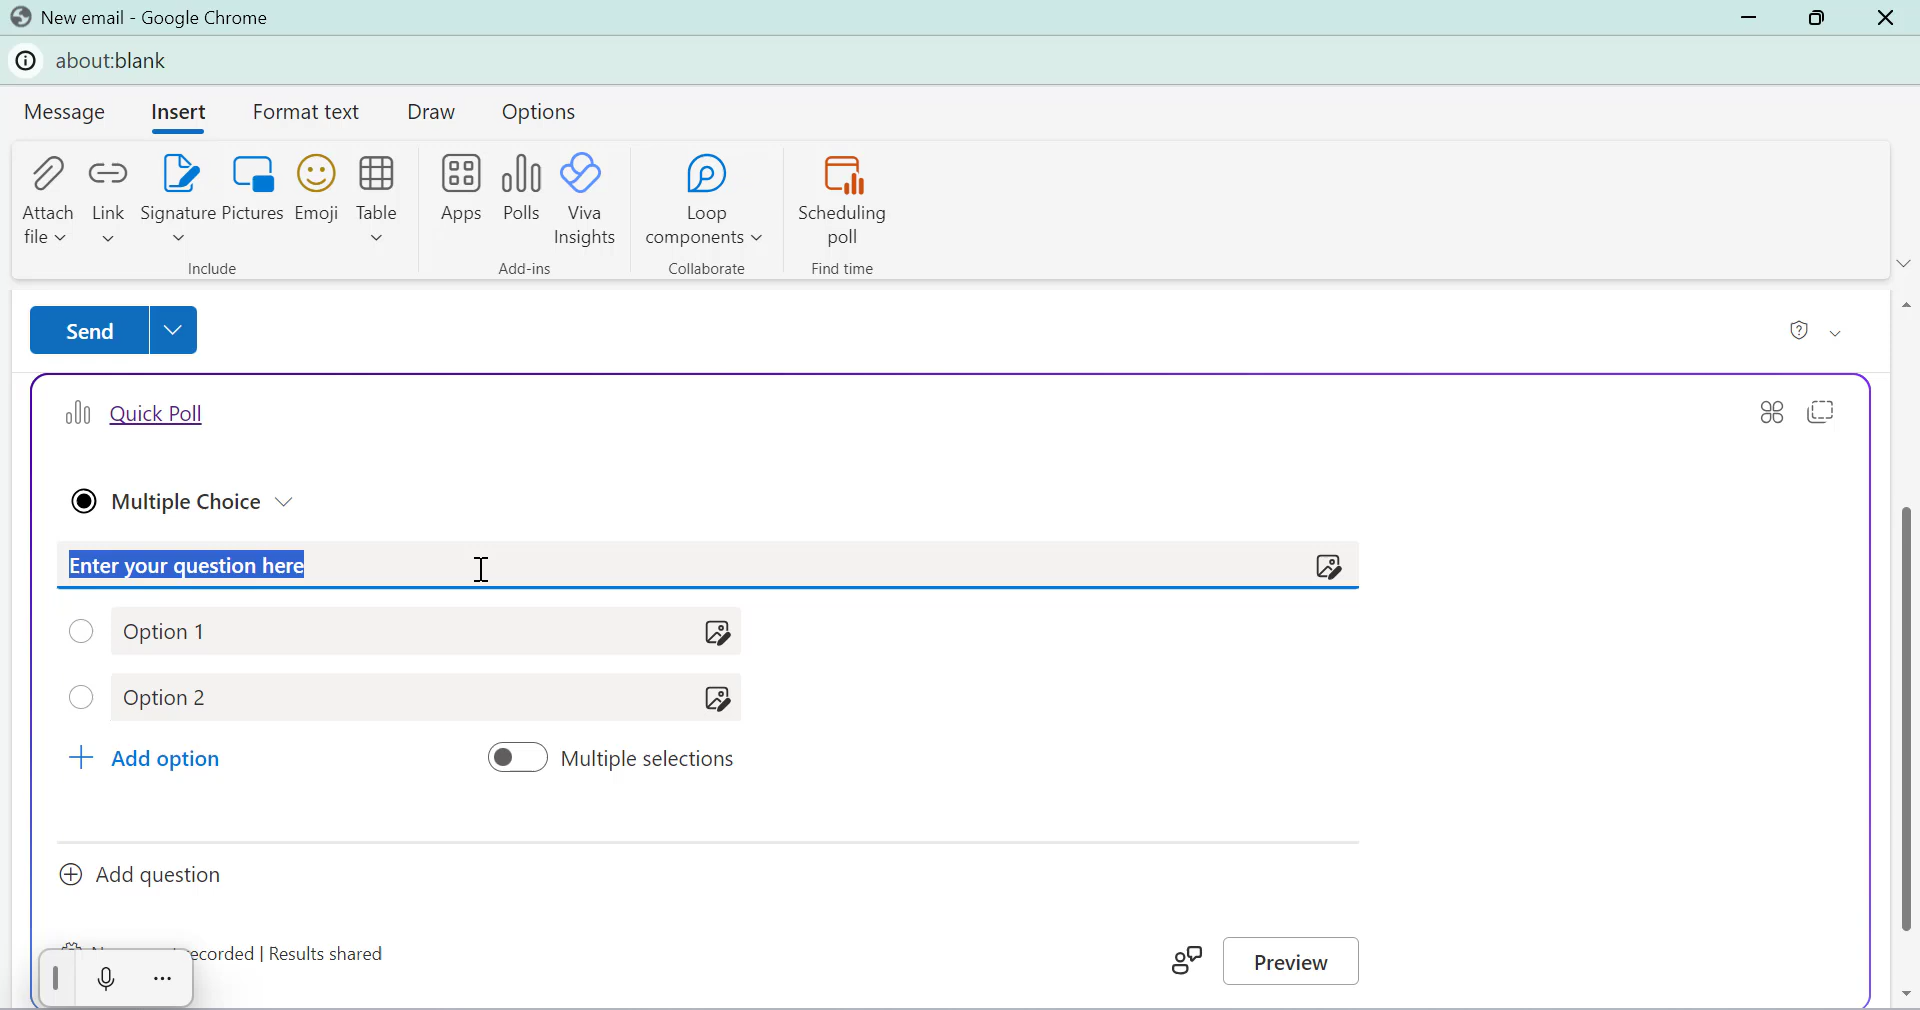 New email - Google Chrome
about:blank
Message Insert Format text Draw Options
Attach file Link Signature Pictures Emoji Table Apps Polls Viva Insights Loop components Scheduling poll
Include Add-ins Collaborate Find time
Send
Quick Poll
Multiple Choice
Enter your question here
Option 1
Option 2
Add option Multiple selections
Add question
ecorded | Results shared
Preview